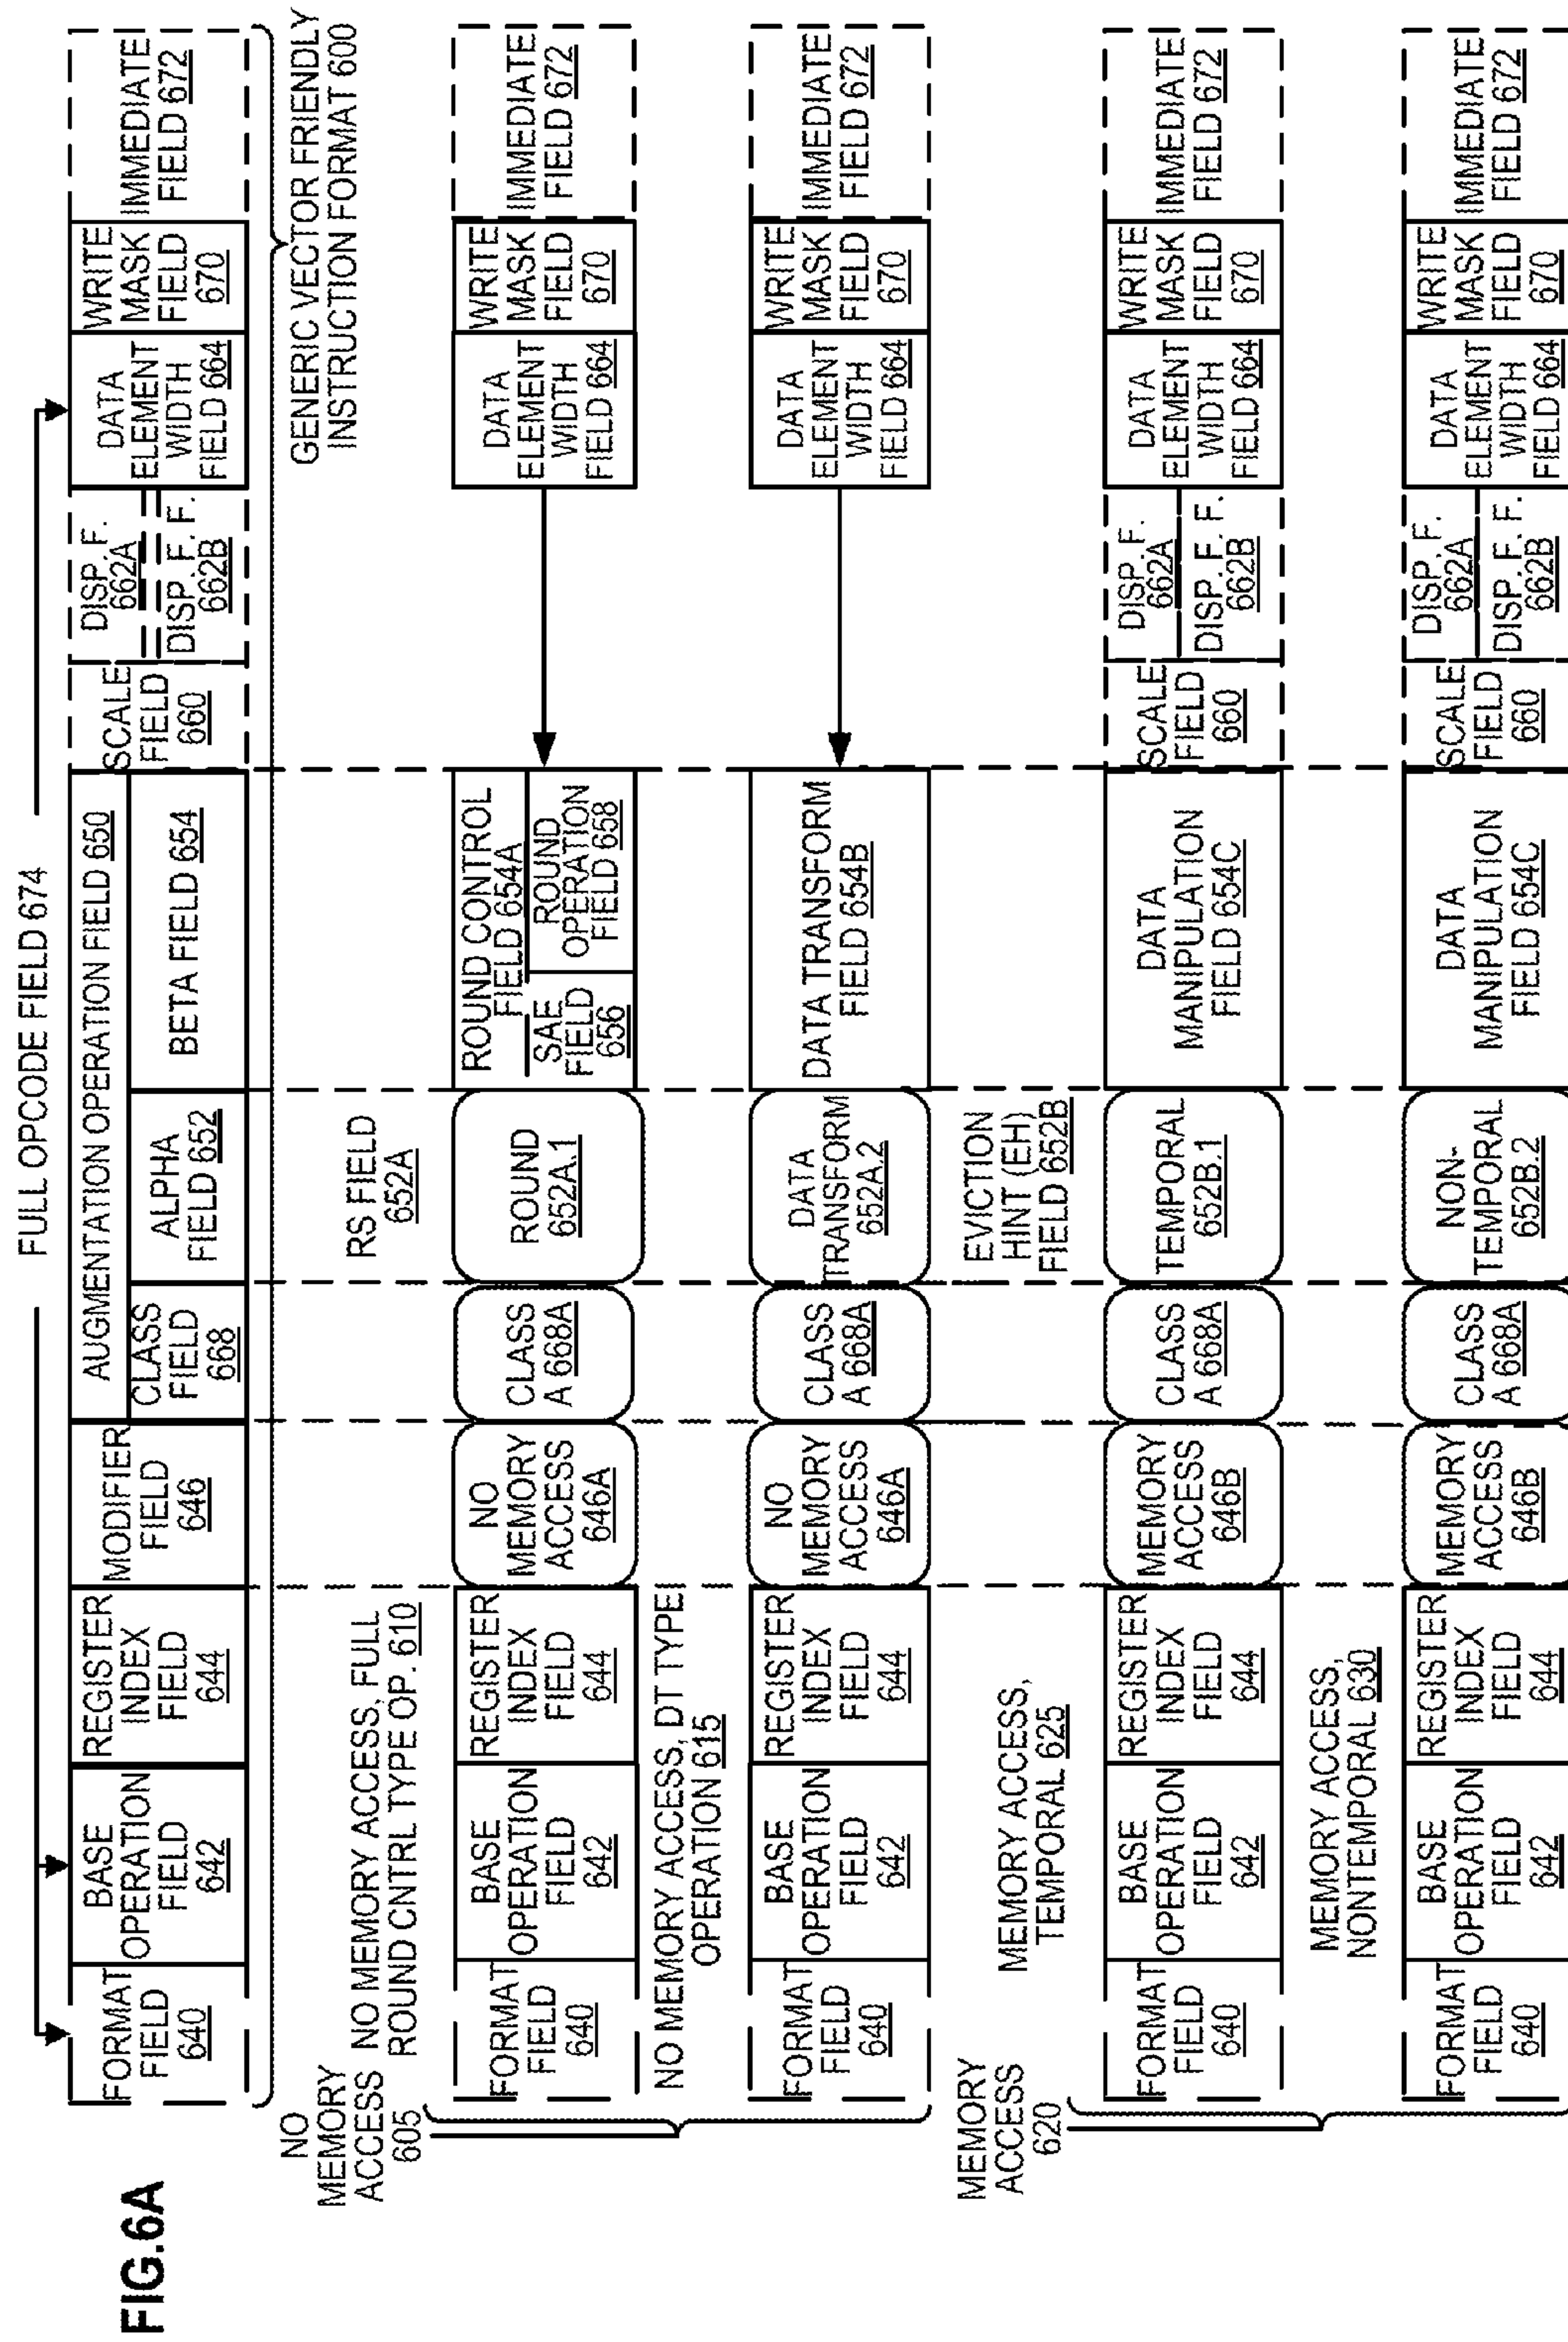 FIG.6A
FULL OPCODE FIELD 674
FORMAT
FIELD
640
BASE
OPERATION
FIELD
642
REGISTER
INDEX
FIELD
644
MODIFIER
FIELD
646
AUGMENTATION OPERATION FIELD 650
CLASS
FIELD
668
ALPHA
FIELD 652
BETA FIELD 654
SCALE
FIELD
660
DISP. F.
662A
DISP. F. F.
662B
DATA
ELEMENT
WIDTH
FIELD 664
WRITE
MASK
FIELD
670
IMMEDIATE
FIELD 672
GENERIC VECTOR FRIENDLY
INSTRUCTION FORMAT 600
NO
MEMORY
ACCESS
605
NO MEMORY ACCESS, FULL
ROUND CNTRL TYPE OP. 610
RS FIELD
652A
FORMAT
FIELD
640
BASE
OPERATION
FIELD
642
REGISTER
INDEX
FIELD
644
NO
MEMORY
ACCESS
646A
CLASS
A 668A
ROUND
652A.1
ROUND CONTROL
FIELD 654A
SAE
FIELD
656
ROUND
OPERATION
FIELD 658
DATA
ELEMENT
WIDTH
FIELD 664
WRITE
MASK
FIELD
670
IMMEDIATE
FIELD 672
NO MEMORY ACCESS, DT TYPE
OPERATION 615
FORMAT
FIELD
640
BASE
OPERATION
FIELD
642
REGISTER
INDEX
FIELD
644
NO
MEMORY
ACCESS
646A
CLASS
A 668A
DATA
TRANSFORM
652A.2
DATA TRANSFORM
FIELD 654B
DATA
ELEMENT
WIDTH
FIELD 664
WRITE
MASK
FIELD
670
IMMEDIATE
FIELD 672
MEMORY
ACCESS
620
MEMORY ACCESS,
TEMPORAL 625
EVICTION
HINT (EH)
FIELD 652B
FORMAT
FIELD
640
BASE
OPERATION
FIELD
642
REGISTER
INDEX
FIELD
644
MEMORY
ACCESS
646B
CLASS
A 668A
TEMPORAL
652B.1
DATA
MANIPULATION
FIELD 654C
SCALE
FIELD
660
DISP. F.
662A
DISP. F. F.
662B
DATA
ELEMENT
WIDTH
FIELD 664
WRITE
MASK
FIELD
670
IMMEDIATE
FIELD 672
MEMORY ACCESS,
NONTEMPORAL 630
FORMAT
FIELD
640
BASE
OPERATION
FIELD
642
REGISTER
INDEX
FIELD
644
MEMORY
ACCESS
646B
CLASS
A 668A
NON-
TEMPORAL
652B.2
DATA
MANIPULATION
FIELD 654C
SCALE
FIELD
660
DISP. F.
662A
DISP. F. F.
662B
DATA
ELEMENT
WIDTH
FIELD 664
WRITE
MASK
FIELD
670
IMMEDIATE
FIELD 672